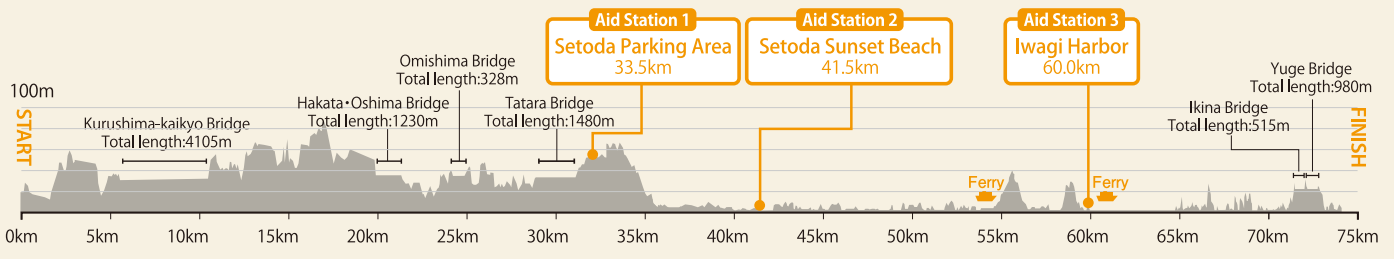 Aid Station 1
Setoda Parking Area
33.5km
Aid Station 2
Setoda Sunset Beach
41.5km
Aid Station 3
Iwagi Harbor
60.0km
100m
START
Kurushima-kaikyo Bridge
Total length:4105m
Hakata・Oshima Bridge
Total length:1230m
Omishima Bridge
Total length:328m
Tatara Bridge
Total length:1480m
Ferry
Ferry
Ikina Bridge
Total length:515m
Yuge Bridge
Total length:980m
FINISH
0km
5km
10km
15km
20km
25km
30km
35km
40km
45km
50km
55km
60km
65km
70km
75km